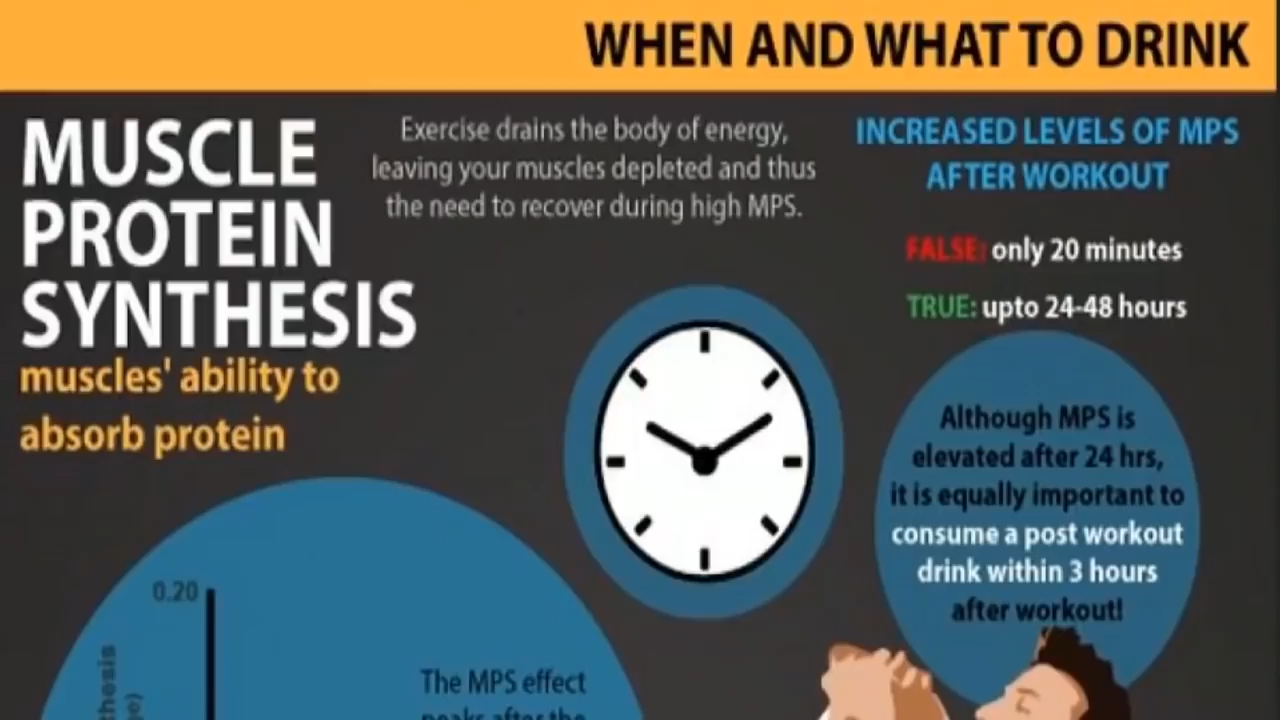 WHEN AND WHAT TO DRINK
MUSCLE
PROTEIN
SYNTHESIS
muscles' ability to
absorb protein
Exercise drains the body of energy,
leaving your muscles depleted and thus
the need to recover during high MPS.
INCREASED LEVELS OF MPS
AFTER WORKOUT
FALSE: only 20 minutes
TRUE: upto 24-48 hours
Although MPS is
elevated after 24 hrs,
it is equally important to
consume a post workout
drink within 3 hours
after workout!
0.20
The MPS effect
peaks after the